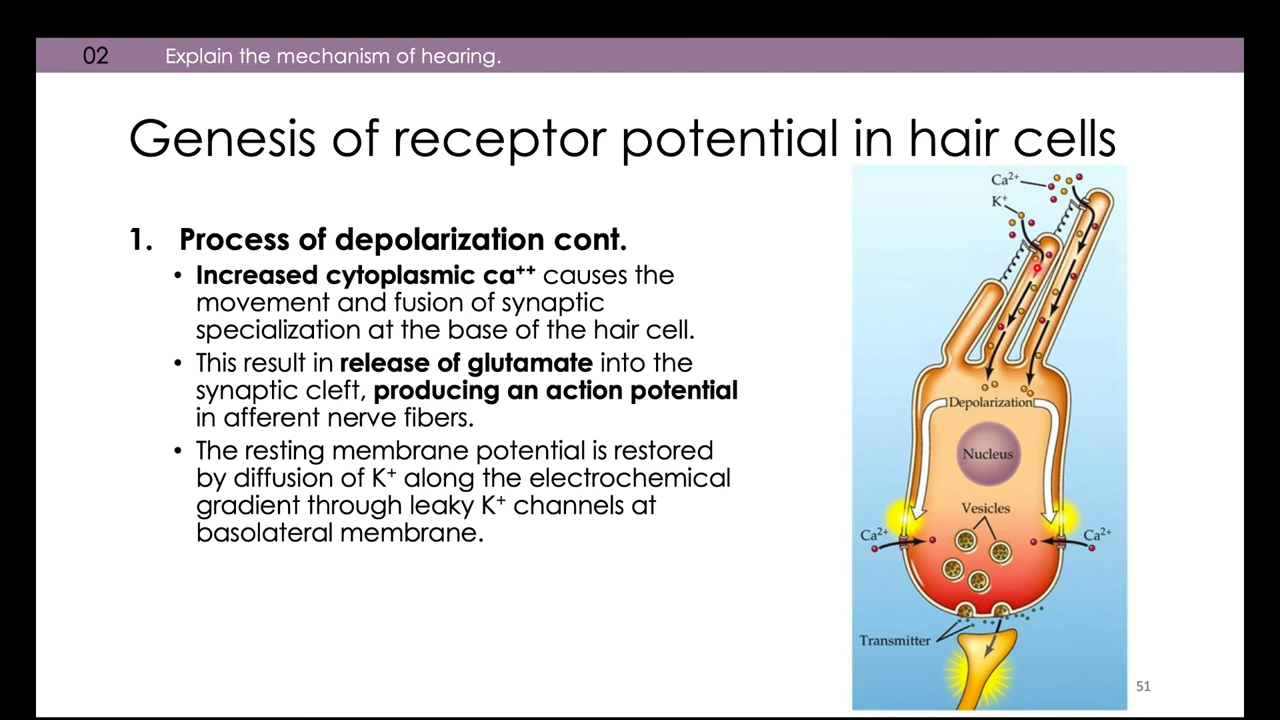 02 Explain the mechanism of hearing.
Genesis of receptor potential in hair cells
1. Process of depolarization cont.
• Increased cytoplasmic ca⁺⁺ causes the
movement and fusion of synaptic
specialization at the base of the hair cell.
• This result in release of glutamate into the
synaptic cleft, producing an action potential
in afferent nerve fibers.
• The resting membrane potential is restored
by diffusion of K⁺ along the electrochemical
gradient through leaky K⁺ channels at
basolateral membrane.
Ca²⁺
K⁺
Depolarization
Nucleus
Vesicles
Ca²⁺
Ca²⁺
Transmitter
51